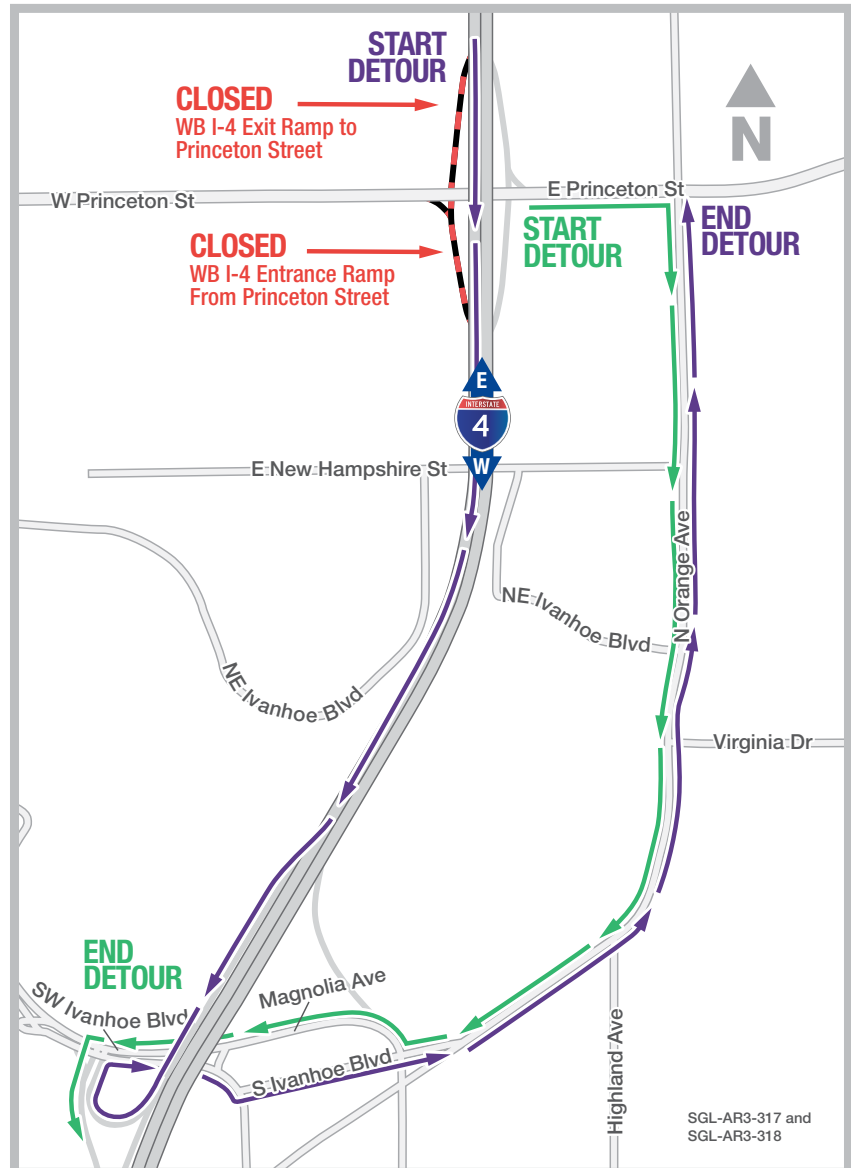 START
DETOUR
CLOSED
WB I-4 Exit Ramp to
Princeton Street
N
W Princeton St
E Princeton St
START
DETOUR
END
DETOUR
CLOSED
WB I-4 Entrance Ramp
From Princeton Street
E
INTERSTATE
4
W
E New Hampshire St
N Orange Ave
NE Ivanhoe Blvd
NE Ivanhoe Blvd
Virginia Dr
END
DETOUR
SW Ivanhoe Blvd
Magnolia Ave
S Ivanhoe Blvd
Highland Ave
SGL-AR3-317 and
SGL-AR3-318